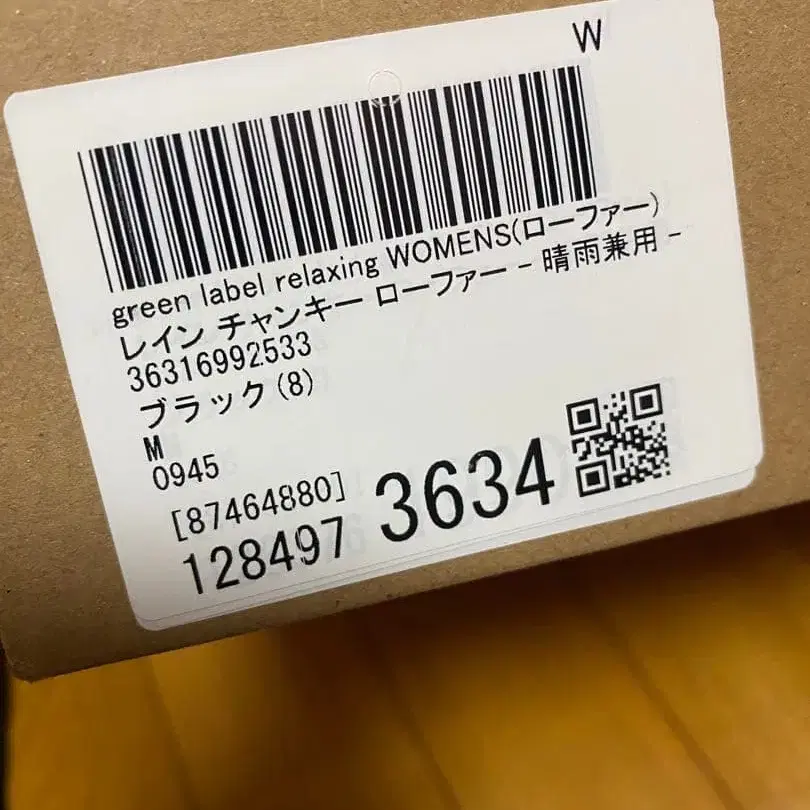 W
green label relaxing WOMENS(ローファー)
レイン チャンキー ローファー - 晴雨兼用 -
36316992533
ブラック(8)
M
0945
[87464880]
128497 3634